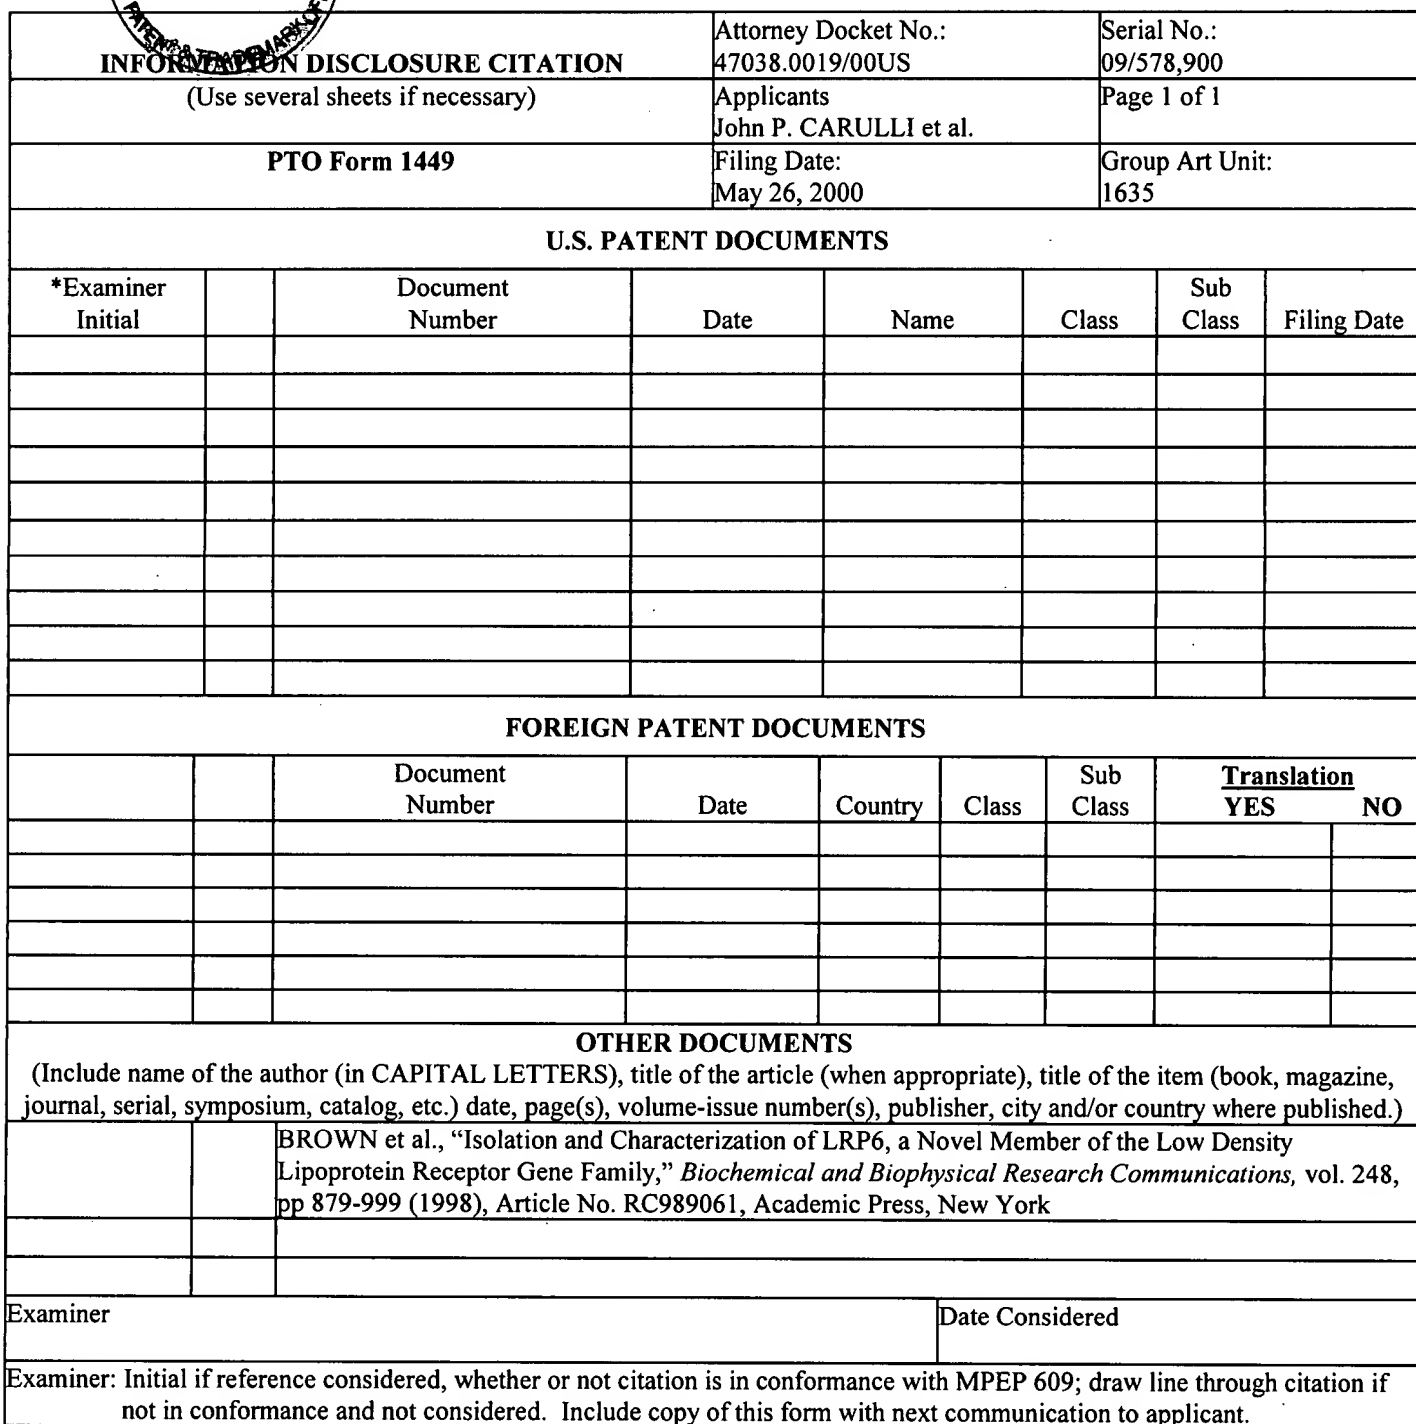 PATENT & TRADEMARK OF
Attorney Docket No.:
Serial No.:
INFORMATION DISCLOSURE CITATION
47038.0019/00US
09/578,900
(Use several sheets if necessary)
Applicants
Page 1 of 1
John P. CARULLI et al.
PTO Form 1449
Filing Date:
Group Art Unit:
May 26, 2000
1635
U.S. PATENT DOCUMENTS
*Examiner
Initial
Document
Number
Date
Name
Class
Sub
Class
Filing Date
FOREIGN PATENT DOCUMENTS
Document
Number
Date
Country
Class
Sub
Class
Translation
YES NO
OTHER DOCUMENTS
(Include name of the author (in CAPITAL LETTERS), title of the article (when appropriate), title of the item (book, magazine,
journal, serial, symposium, catalog, etc.) date, page(s), volume-issue number(s), publisher, city and/or country where published.)
BROWN et al., “Isolation and Characterization of LRP6, a Novel Member of the Low Density
Lipoprotein Receptor Gene Family,” Biochemical and Biophysical Research Communications, vol. 248,
pp 879-999 (1998), Article No. RC989061, Academic Press, New York
Examiner
Date Considered
Examiner: Initial if reference considered, whether or not citation is in conformance with MPEP 609; draw line through citation if
not in conformance and not considered. Include copy of this form with next communication to applicant.